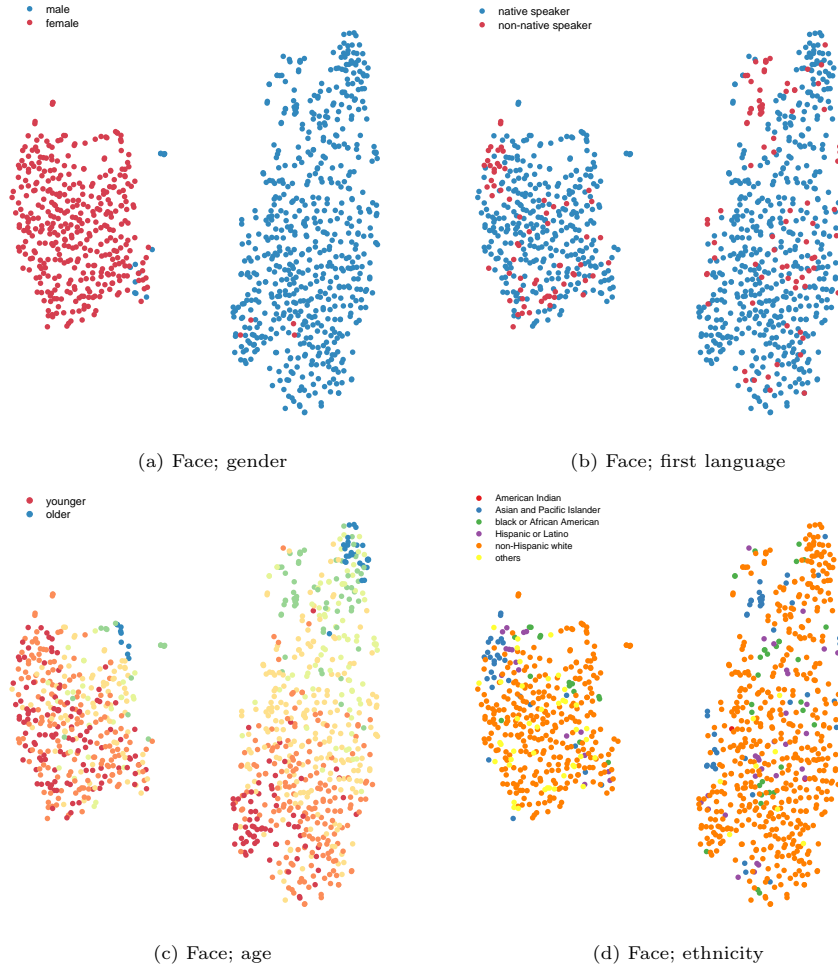 male
female
native speaker
non-native speaker
(a) Face; gender
(b) Face; first language
younger
older
American Indian
Asian and Pacific Islander
black or African American
Hispanic or Latino
non-Hispanic white
others
(c) Face; age
(d) Face; ethnicity